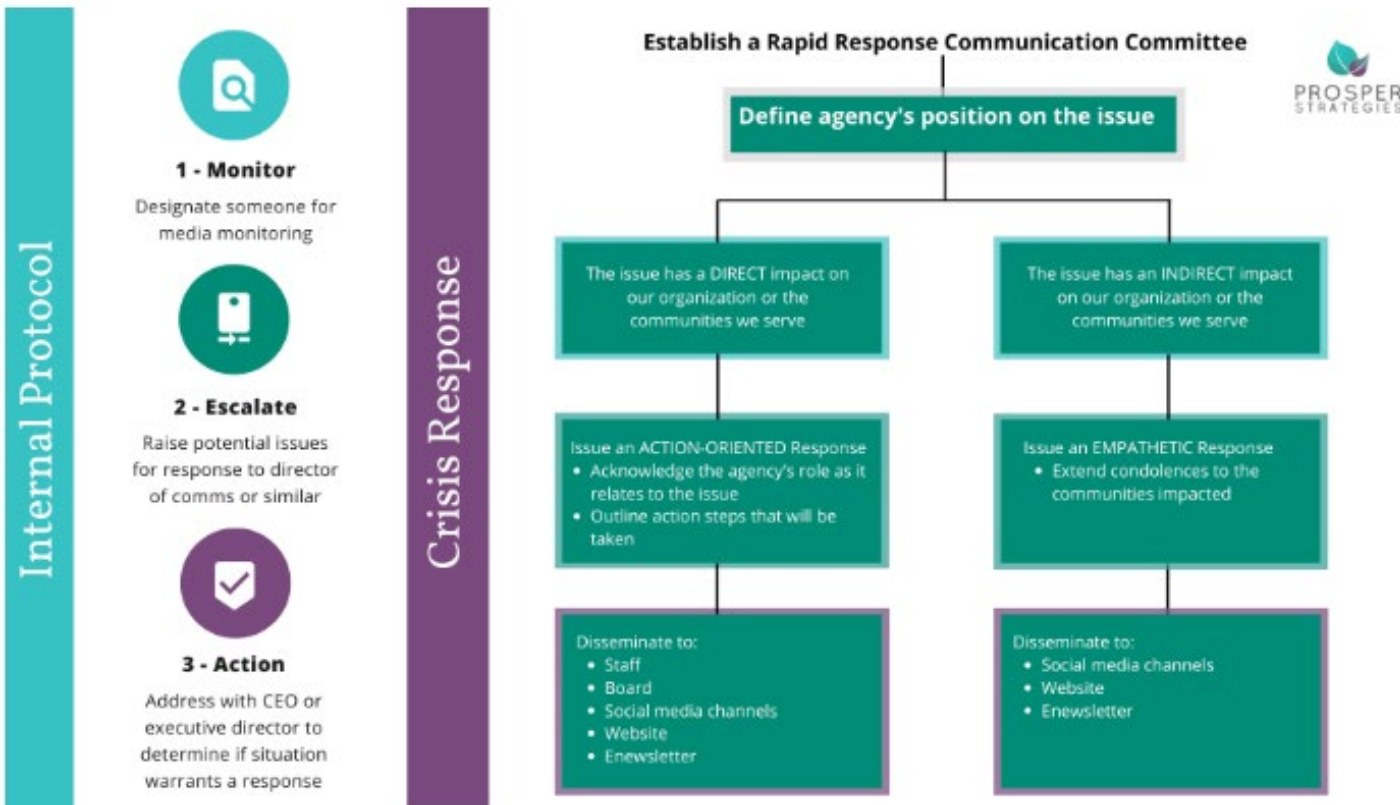 Internal Protocol
1 - Monitor
Designate someone for
media monitoring
2 - Escalate
Raise potential issues
for response to director
of comms or similar
3 - Action
Address with CEO or
executive director to
determine if situation
warrants a response
Crisis Response
Establish a Rapid Response Communication Committee
PROSPER
STRATEGIES
Define agency's position on the issue
The issue has a DIRECT impact on
our organization or the
communities we serve
Issue an ACTION-ORIENTED Response
• Acknowledge the agency's role as it
relates to the issue
• Outline action steps that will be
taken
Disseminate to:
• Staff
• Board
• Social media channels
• Website
• Enewsletter
The issue has an INDIRECT impact
on our organization or the
communities we serve
Issue an EMPATHETIC Response
• Extend condolences to the
communities impacted
Disseminate to:
• Social media channels
• Website
• Enewsletter